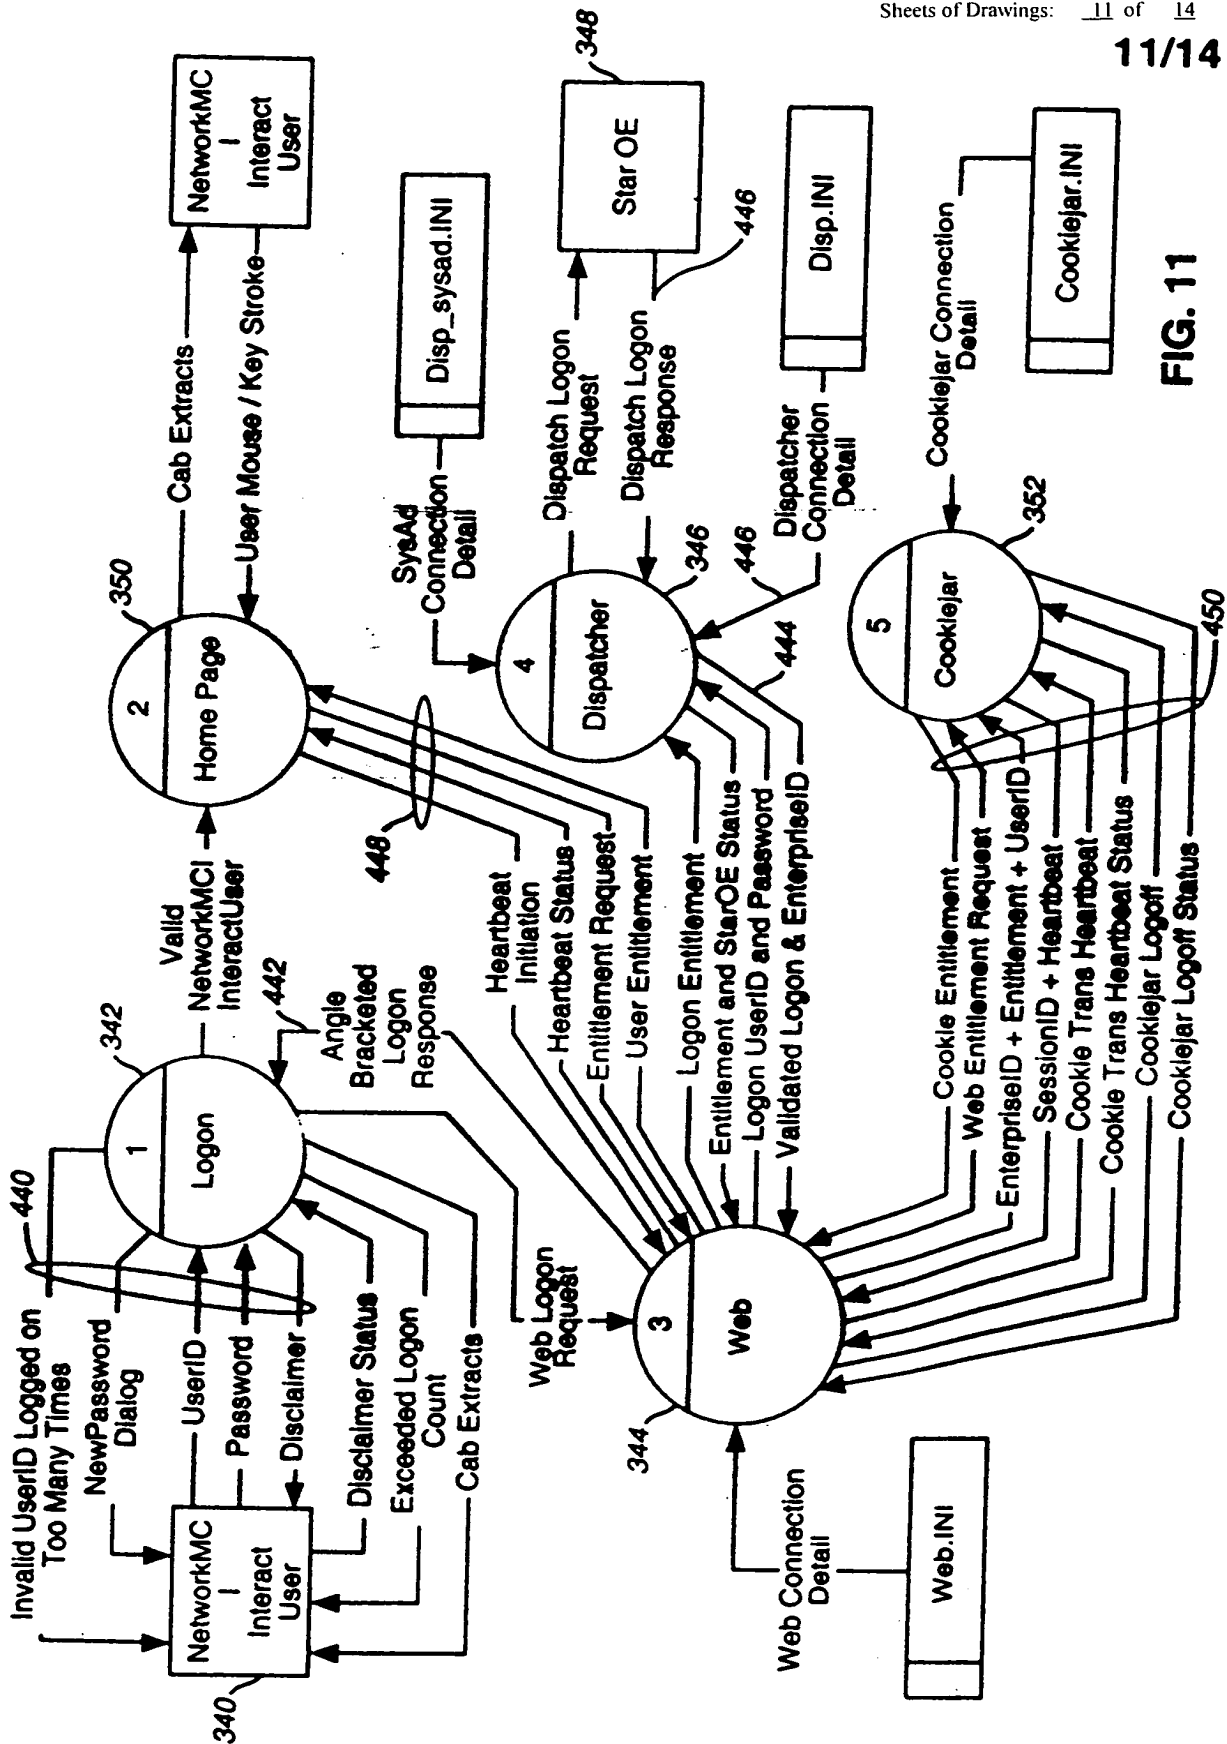 Sheets of Drawings: 11 of 14
11/14
Invalid UserID Logged on
Too Many Times
440
NewPassword
Dialog
UserID
Password
Disclaimer
Disclaimer Status
Exceeded Logon
Count
Cab Extracts
NetworkMC
I
Interact
User
340
342
1
Logon
442
Valid
NetworkMCI
InteractUser
Angle
Bracketed
Logon
Response
350
2
Home Page
Cab Extracts
User Mouse / Key Stroke
NetworkMC
I
Interact
User
448
Heartbeat
Initiation
Heartbeat Status
Entitlement Request
User Entitlement
Web Logon
Request
344
3
Web
Web Connection
Detail
Web.INI
Logon Entitlement
Entitlement and StarOE Status
Logon UserID and Password
Validated Logon & EnterpriseID
SysAd
Connection
Detail
Disp_sysad.INI
4
Dispatcher
346
444
446
Dispatch Logon
Request
Dispatch Logon
Response
446
Star OE
348
Dispatcher
Connection
Detail
Disp.INI
5
Cookiejar
352
Cookiejar Connection
Detail
Cookiejar.INI
450
Cookie Entitlement
Web Entitlement Request
EnterpriseID + Entitlement + UserID
SessionID + Heartbeat
Cookie Trans Heartbeat
Cookie Trans Heartbeat Status
Cookiejar Logoff
Cookiejar Logoff Status
FIG. 11